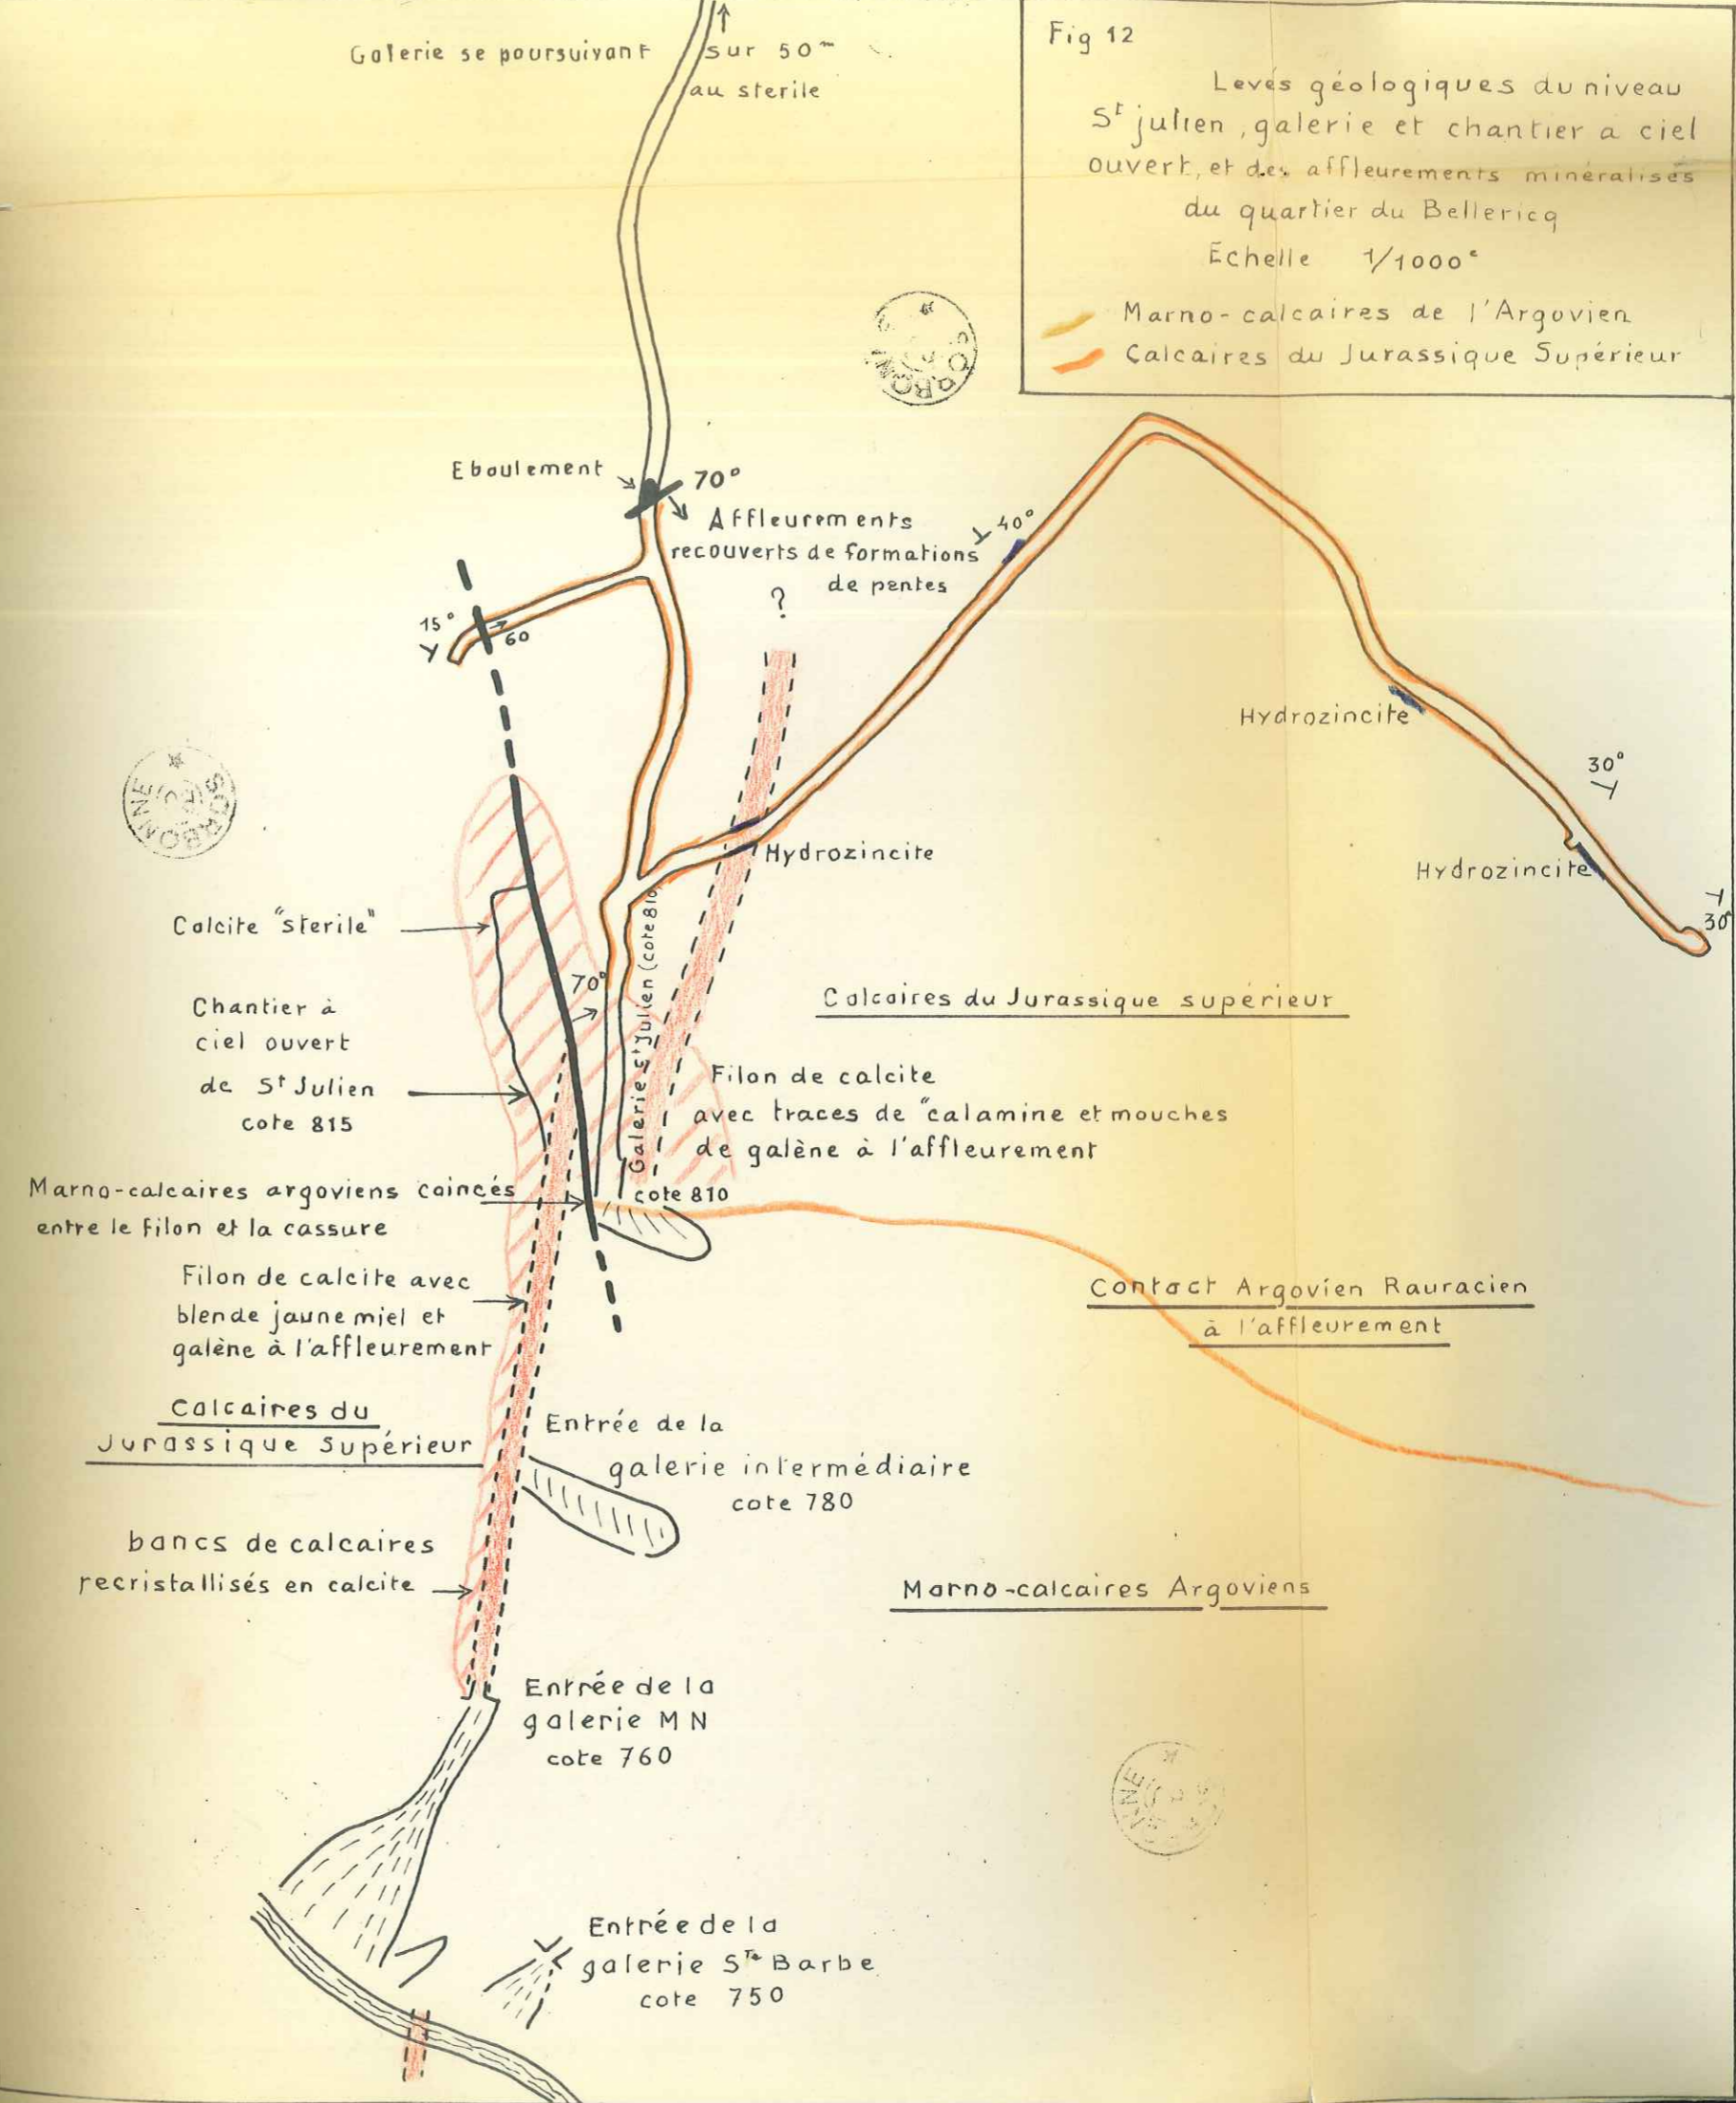 Galerie se poursuivant sur 50m
au sterile
Fig 12
Levés géologiques du niveau
St julien, galerie et chantier a ciel
ouvert, et des affleurements minéralisés
du quartier du Bellericq
Echelle 1/1000e
Marno-calcaires de l'Argovien
Calcaires du Jurassique Supérieur
Eboulement
70°
Affleurements
recouverts de formations
de pentes
?
40°
15°
60
Hydrozincite
30°
SORBONNE
Hydrozincite
Hydrozincite
30°
Calcite "sterile"
Galerie St Julien (cote 810)
70°
Chantier à
ciel ouvert
de St Julien
cote 815
Calcaires du Jurassique supérieur
Filon de calcite
avec traces de "calamine et mouches
de galène à l'affleurement
Marno-calcaires argoviens coincés
entre le filon et la cassure
cote 810
Filon de calcite avec
blende jaune miel et
galène à l'affleurement
Contact Argovien Rauracien
à l'affleurement
Calcaires du
Jurassique Supérieur
Entrée de la
galerie intermédiaire
cote 780
bancs de calcaires
recristallisés en calcite
Marno-calcaires Argoviens
Entrée de la
galerie MN
cote 760
Entrée de la
galerie Ste Barbe
cote 750